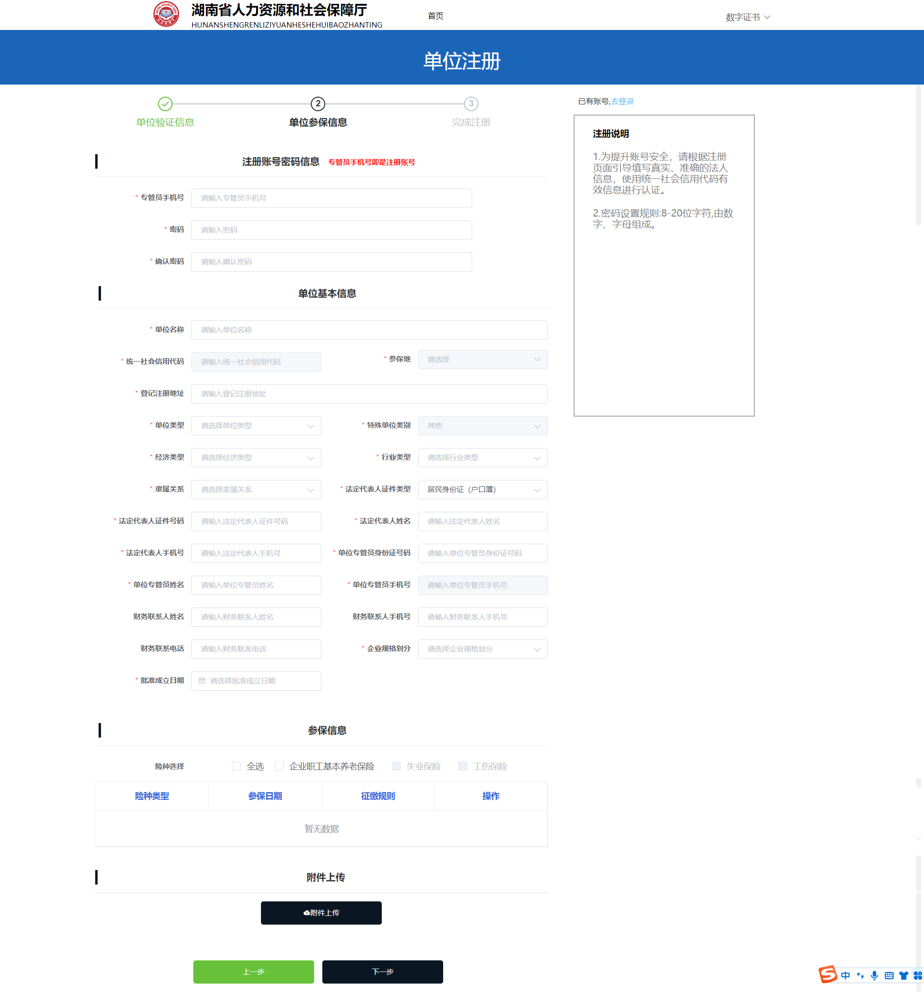 湖南省人力资源和社会保障厅
HUNANSHENGRENLIZIYUANHESHEHUIBAOZHANTING
首页
数字证书
单位注册
2
3
单位验证信息
单位参保信息
完成注册
已有账号,去登录
注册说明
1.为提升账号安全，请根据注册
页面引导填写真实、准确的法人
信息，使用统一社会信用代码有
效信息进行认证。
2.密码设置规则:8-20位字符,由数
字、字母组成。
注册账号密码信息 专管员手机号即是注册账号
* 专管员手机号 请输入专管员手机号
* 密码 请输入密码
* 确认密码 请输入确认密码
单位基本信息
* 单位名称 请输入单位名称
* 统一社会信用代码 请输入统一社会信用代码 * 参保地 请选择
* 登记注册地址 请输入登记注册地址
* 单位类型 请选择单位类型 * 特殊单位类别 其他
* 经济类型 请选择经济类型 * 行业类型 请选择行业类型
* 隶属关系 请选择隶属关系 * 法定代表人证件类型 居民身份证（户口簿）
* 法定代表人证件号码 请输入法定代表人证件号码 * 法定代表人姓名 请输入法定代表人姓名
* 法定代表人手机号 请输入法定代表人手机号 * 单位专管员身份证号码 请输入单位专管员身份证号码
* 单位专管员姓名 请输入单位专管员姓名 * 单位专管员手机号 请输入单位专管员手机号
财务联系人姓名 请输入财务联系人姓名 财务联系人手机号 请输入财务联系人手机号
财务联系电话 请输入财务联系电话 * 企业规格划分 请选择企业规格划分
* 批准成立日期 请选择批准成立日期
参保信息
险种选择 全选 企业职工基本养老保险 失业保险 工伤保险
险种类型 参保日期 征缴规则 操作
暂无数据
附件上传
附件上传
上一步 下一步
中